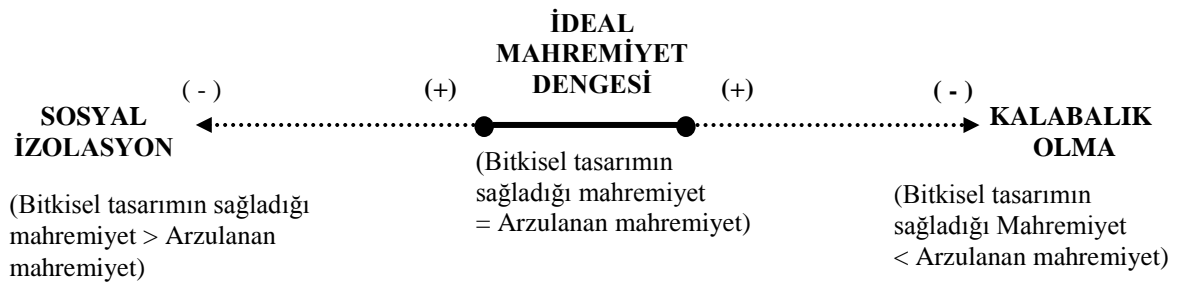 İDEAL
MAHREMİYET
DENGESİ
( - )
(+)
(+)
( - )
SOSYAL
İZOLASYON
KALABALIK
OLMA
(Bitkisel tasarımın sağladığı
mahremiyet > Arzulanan
mahremiyet)
(Bitkisel tasarımın
sağladığı mahremiyet
= Arzulanan mahremiyet)
(Bitkisel tasarımın
sağladığı Mahremiyet
< Arzulanan mahremiyet)